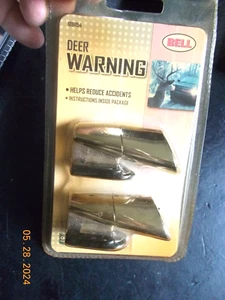 DEER
WARNING
BELL
• HELPS REDUCE ACCIDENTS
• INSTRUCTIONS INSIDE PACKAGE
05.28.2024